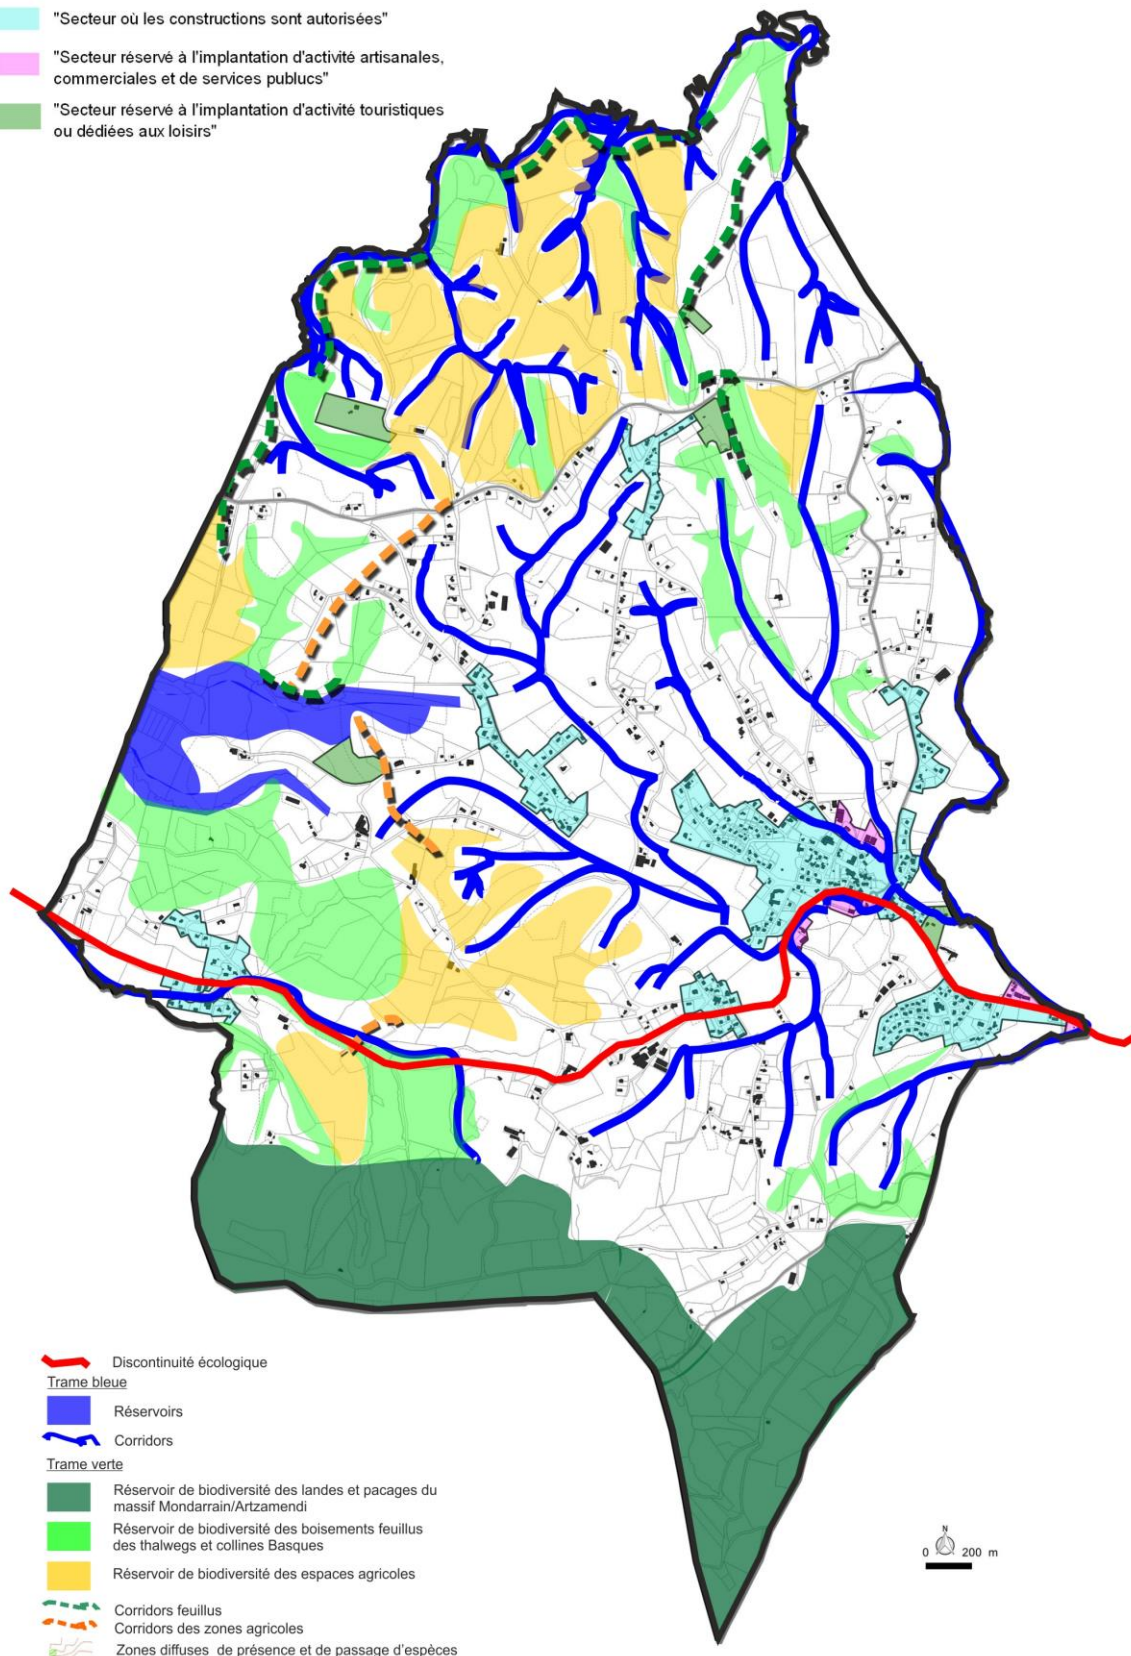 "Secteur où les constructions sont autorisées"
"Secteur réservé à l'implantation d'activité artisanales,
commerciales et de services publucs"
"Secteur réservé à l'implantation d'activité touristiques
ou dédiées aux loisirs"
Discontinuité écologique
Trame bleue
Réservoirs
Corridors
Trame verte
Réservoir de biodiversité des landes et pacages du
massif Mondarrain/Artzamendi
Réservoir de biodiversité des boisements feuillus
des thalwegs et collines Basques
Réservoir de biodiversité des espaces agricoles
Corridors feuillus
Corridors des zones agricoles
Zones diffuses de présence et de passage d'espèces
N
0 200 m